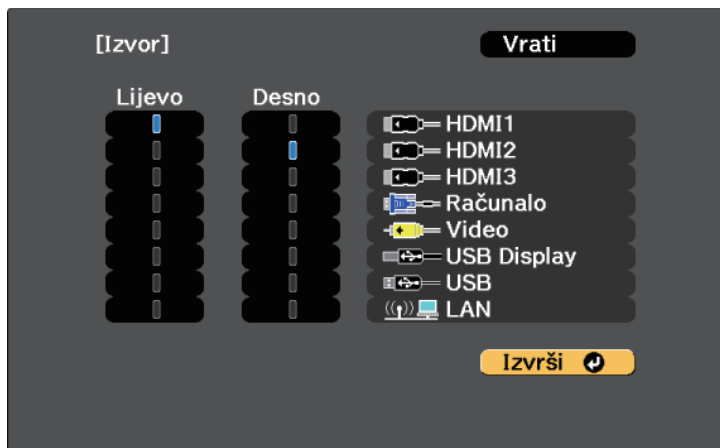 [Izvor]
Vrati
Lijevo Desno
HDMI1
HDMI2
HDMI3
Računalo
Video
USB Display
USB
LAN
Izvrši